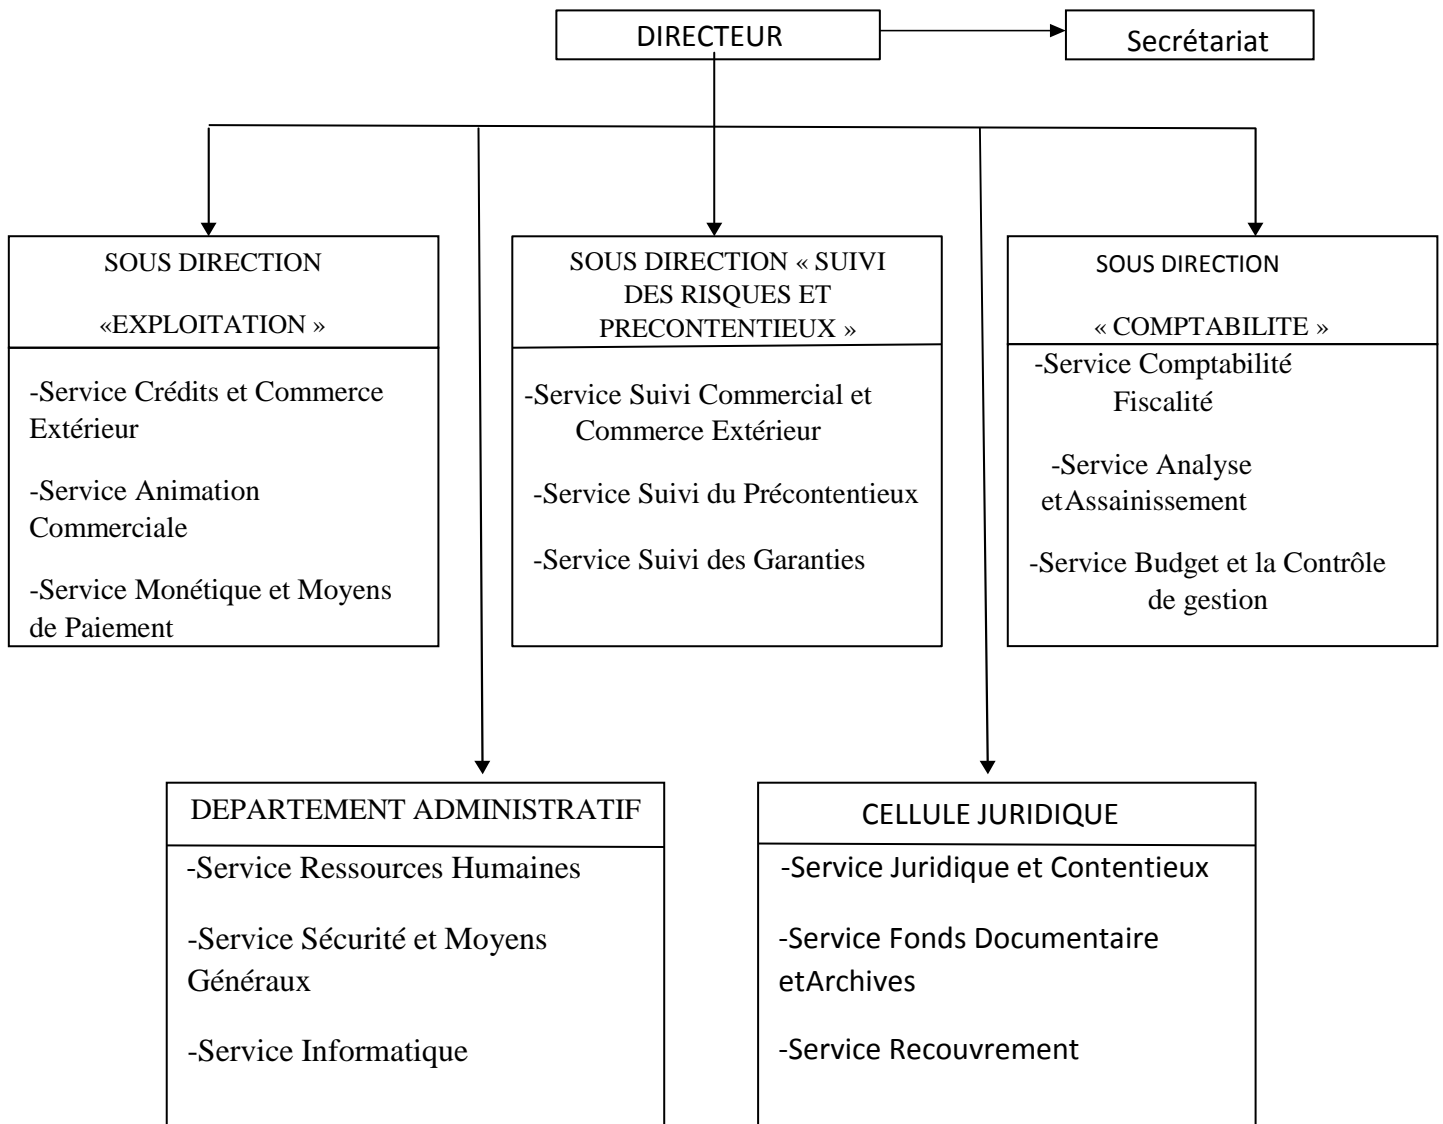 DIRECTEUR
Secrétariat
SOUS DIRECTION
«EXPLOITATION »
-Service Crédits et Commerce
Extérieur
-Service Animation
Commerciale
-Service Monétique et Moyens
de Paiement
SOUS DIRECTION « SUIVI
DES RISQUES ET
PRECONTENTIEUX »
-Service Suivi Commercial et
Commerce Extérieur
-Service Suivi du Précontentieux
-Service Suivi des Garanties
SOUS DIRECTION
« COMPTABILITE »
-Service Comptabilité
Fiscalité
-Service Analyse
etAssainissement
-Service Budget et la Contrôle
de gestion
DEPARTEMENT ADMINISTRATIF
-Service Ressources Humaines
-Service Sécurité et Moyens
Généraux
-Service Informatique
CELLULE JURIDIQUE
-Service Juridique et Contentieux
-Service Fonds Documentaire
etArchives
-Service Recouvrement